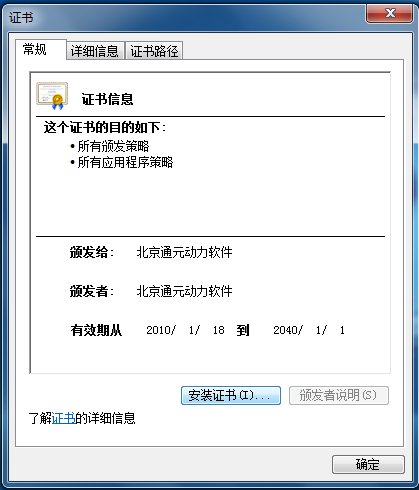 证书
常规
详细信息
证书路径
证书信息
这个证书的目的如下：
• 所有颁发策略
• 所有应用程序策略
颁发给： 北京通元动力软件
颁发者： 北京通元动力软件
有效期从 2010/ 1/ 18 到 2040/ 1/ 1
安装证书(I)...
颁发者说明(S)
了解证书的详细信息
确定